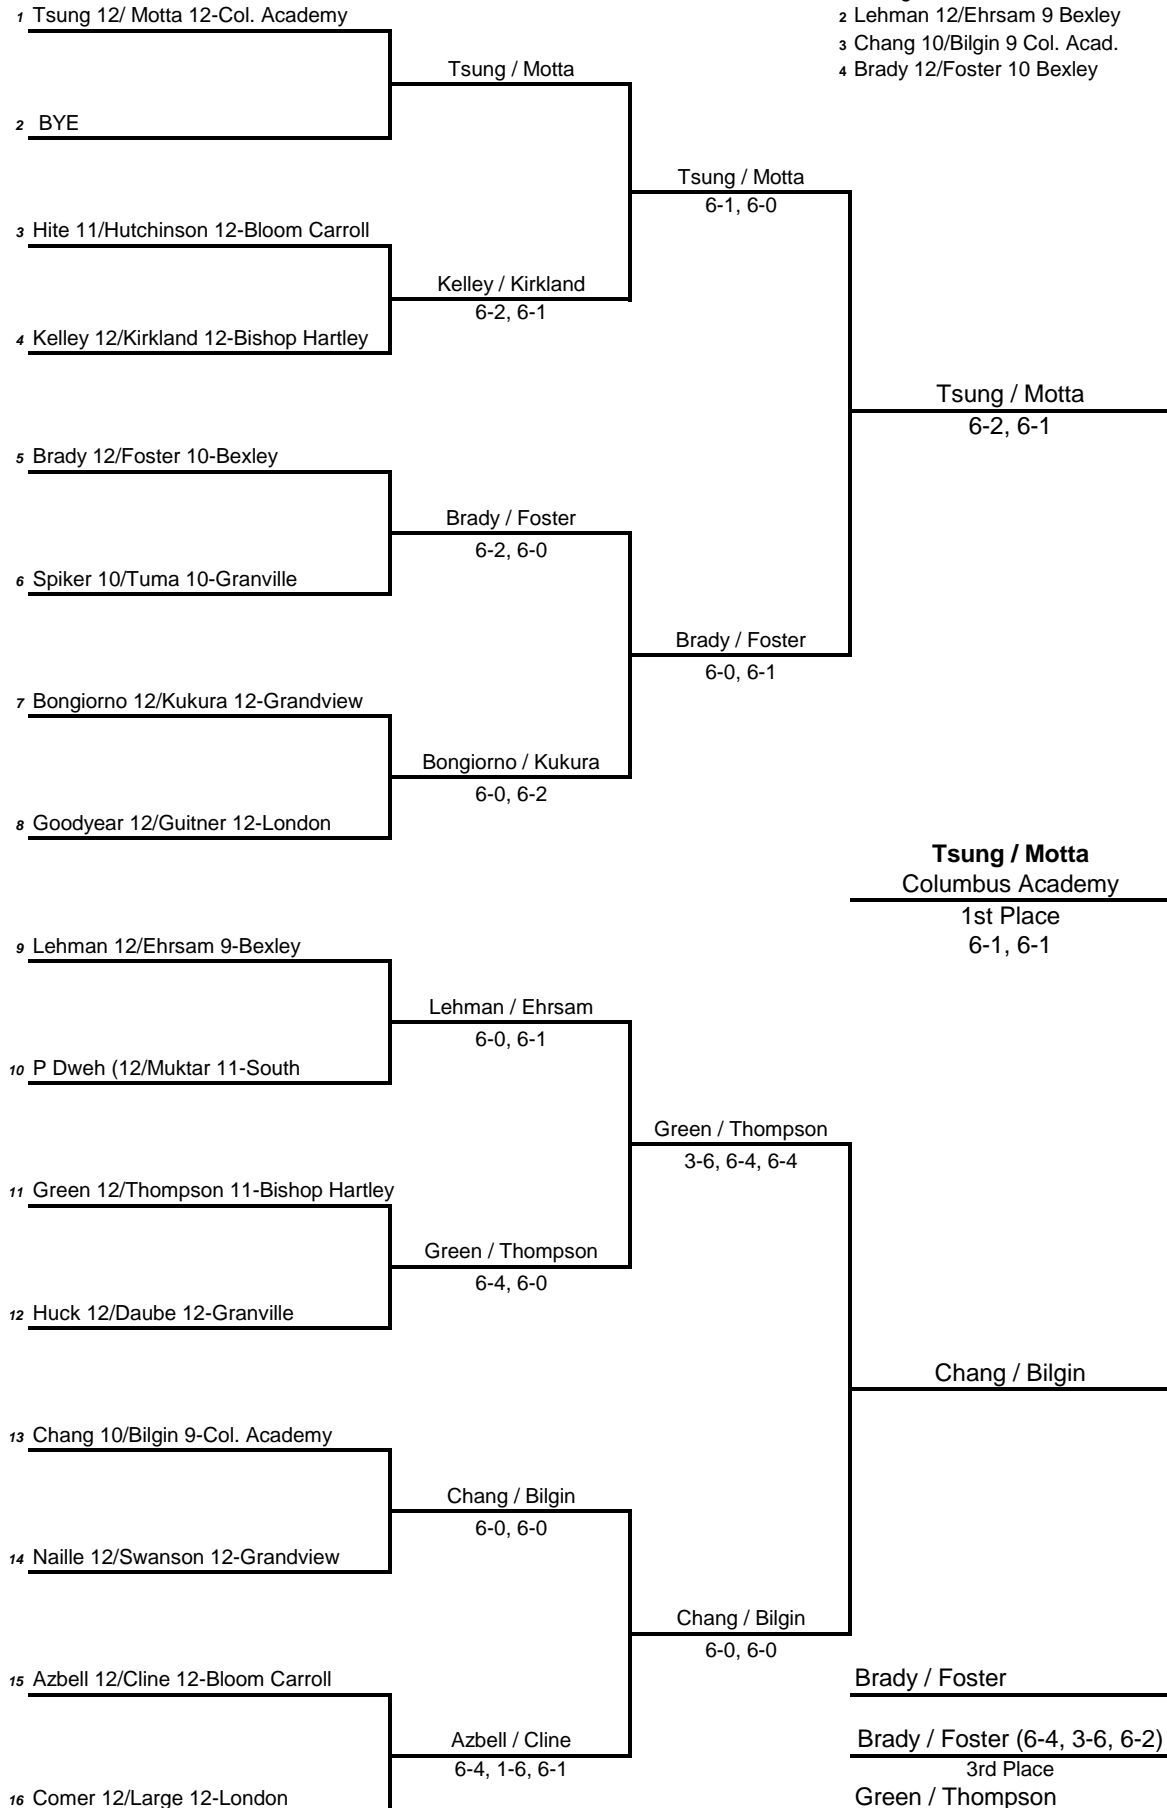 1 Tsung 12/ Motta 12-Col. Academy
2 Lehman 12/Ehrsam 9 Bexley
3 Chang 10/Bilgin 9 Col. Acad.
4 Brady 12/Foster 10 Bexley
Tsung / Motta
2 BYE
Tsung / Motta
6-1, 6-0
3 Hite 11/Hutchinson 12-Bloom Carroll
Kelley / Kirkland
6-2, 6-1
4 Kelley 12/Kirkland 12-Bishop Hartley
Tsung / Motta
6-2, 6-1
5 Brady 12/Foster 10-Bexley
Brady / Foster
6-2, 6-0
6 Spiker 10/Tuma 10-Granville
Brady / Foster
6-0, 6-1
7 Bongiorno 12/Kukura 12-Grandview
Bongiorno / Kukura
6-0, 6-2
8 Goodyear 12/Guitner 12-London
Tsung / Motta
Columbus Academy
1st Place
6-1, 6-1
9 Lehman 12/Ehrsam 9-Bexley
Lehman / Ehrsam
6-0, 6-1
10 P Dweh (12/Muktar 11-South
Green / Thompson
3-6, 6-4, 6-4
11 Green 12/Thompson 11-Bishop Hartley
Green / Thompson
6-4, 6-0
12 Huck 12/Daube 12-Granville
Chang / Bilgin
13 Chang 10/Bilgin 9-Col. Academy
Chang / Bilgin
6-0, 6-0
14 Naille 12/Swanson 12-Grandview
Chang / Bilgin
6-0, 6-0
15 Azbell 12/Cline 12-Bloom Carroll
Brady / Foster
Azbell / Cline
6-4, 1-6, 6-1
Brady / Foster (6-4, 3-6, 6-2)
3rd Place
16 Comer 12/Large 12-London
Green / Thompson